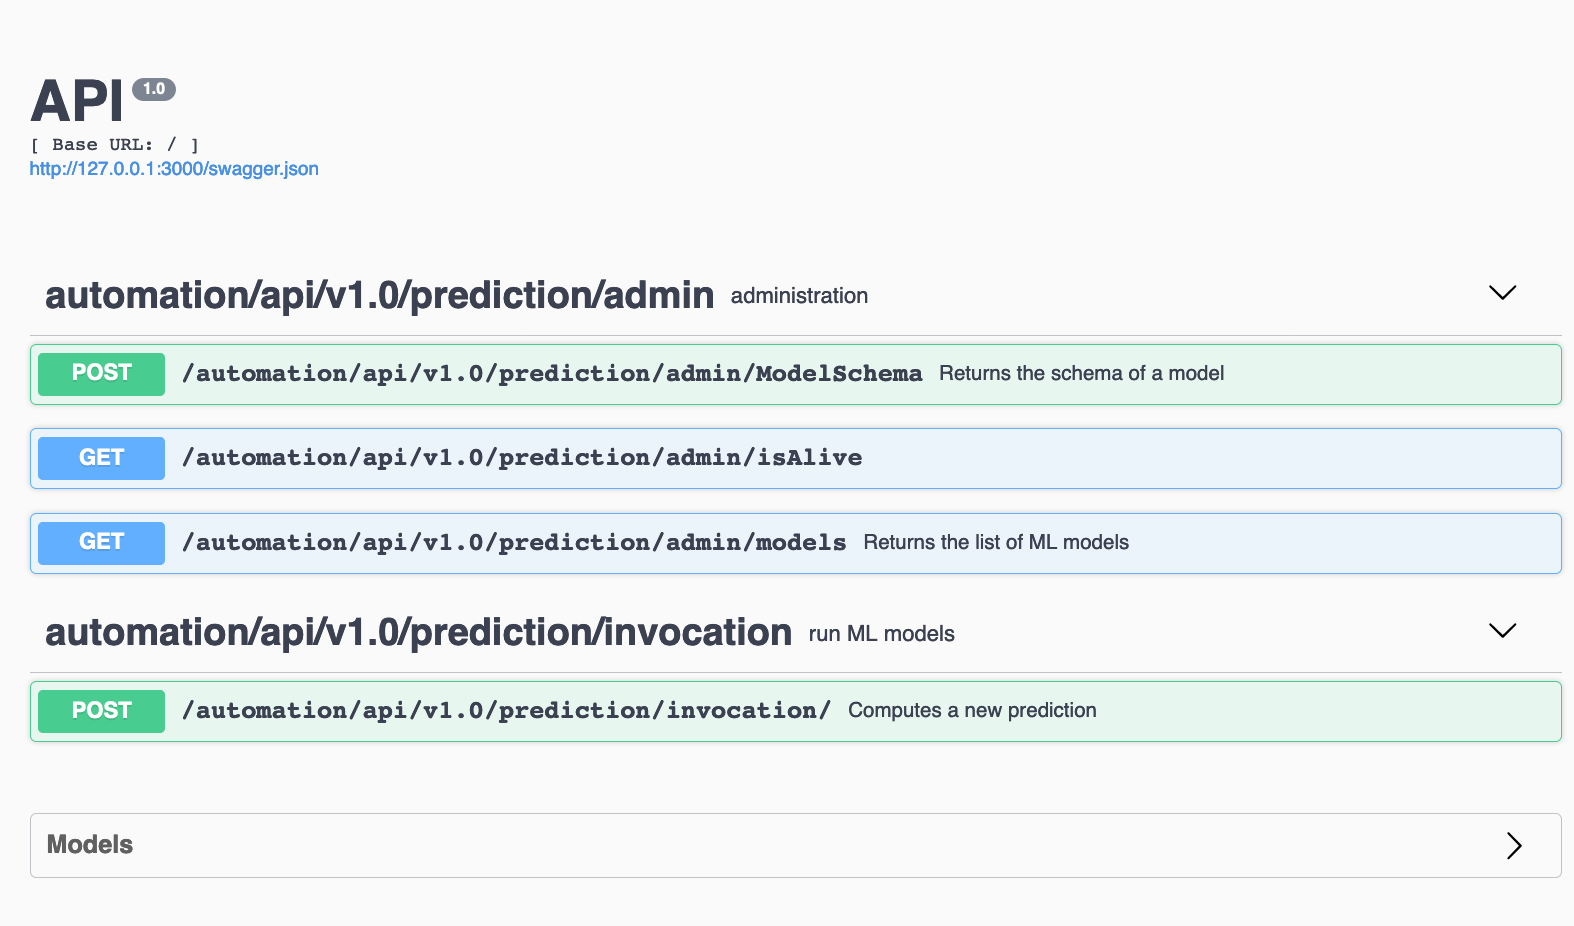 API 1.0
[ Base URL: / ]
http://127.0.0.1:3000/swagger.json
automation/api/v1.0/prediction/admin administration
POST /automation/api/v1.0/prediction/admin/ModelSchema Returns the schema of a model
GET /automation/api/v1.0/prediction/admin/isAlive
GET /automation/api/v1.0/prediction/admin/models Returns the list of ML models
automation/api/v1.0/prediction/invocation run ML models
POST /automation/api/v1.0/prediction/invocation/ Computes a new prediction
Models